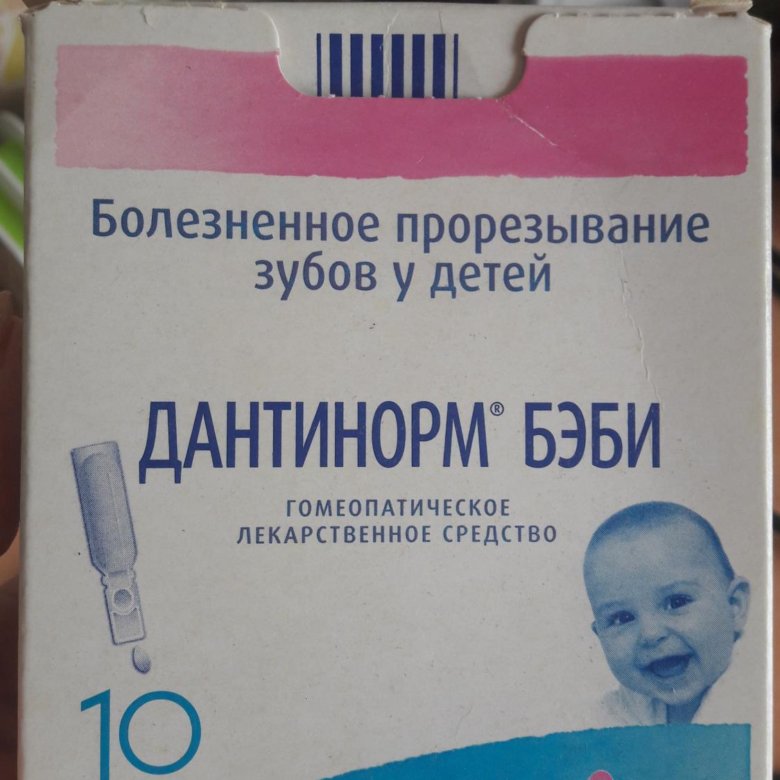 Болезненное прорезывание
зубов у детей
ДАНТИНОРМ® БЭБИ
ГОМЕОПАТИЧЕСКОЕ
ЛЕКАРСТВЕННОЕ СРЕДСТВО
10